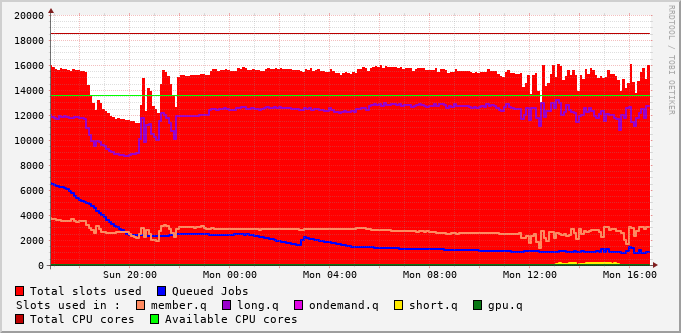 20000
18000
16000
14000
12000
10000
8000
6000
4000
2000
0
Sun 20:00 Mon 00:00 Mon 04:00 Mon 08:00 Mon 12:00 Mon 16:00
Total slots used Queued Jobs
Slots used in : member.q long.q ondemand.q short.q gpu.q
Total CPU cores Available CPU cores
RRDTOOL / TOBI OETIKER